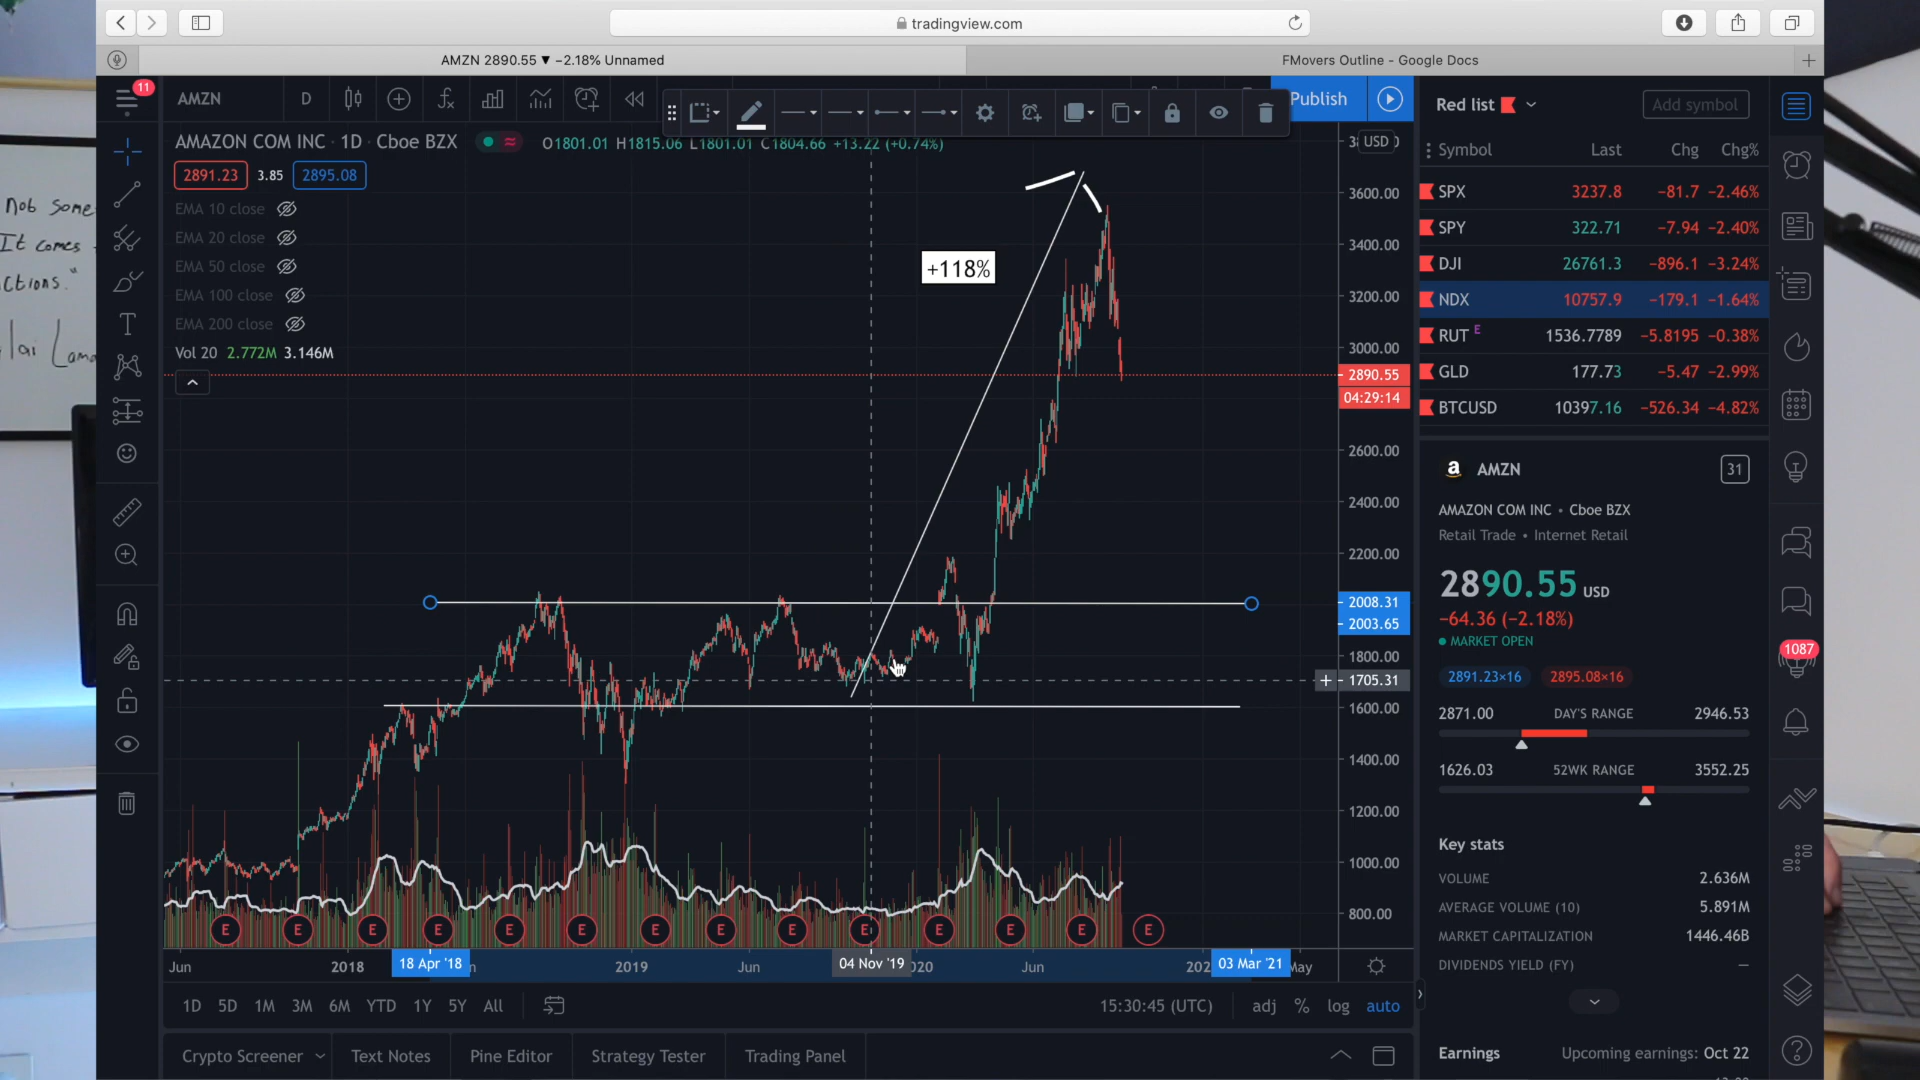 tradingview.com
AMZN 2890.55 ▼ −2.18% Unnamed
FMovers Outline - Google Docs
11
AMZN
D
Publish
Red list
Add symbol
AMAZON COM INC · 1D · Cboe BZX
O1801.01 H1815.06 L1801.01 C1804.66 +13.22 (+0.74%)
USD
Symbol Last Chg Chg%
2891.23 3.85 2895.08
EMA 10 close
EMA 20 close
EMA 50 close
EMA 100 close
EMA 200 close
Vol 20 2.772M 3.146M
+118%
3600.00
3400.00
3200.00
3000.00
2890.55
04:29:14
2600.00
2400.00
2200.00
2008.31
2003.65
1800.00
1705.31
1600.00
1400.00
1200.00
1000.00
800.00
SPX 3237.8 −81.7 −2.46%
SPY 322.71 −7.94 −2.40%
DJI 26761.3 −896.1 −3.24%
NDX 10757.9 −179.1 −1.64%
RUT E 1536.7789 −5.8195 −0.38%
GLD 177.73 −5.47 −2.99%
BTCUSD 10397.16 −526.34 −4.82%
AMZN
31
AMAZON COM INC • Cboe BZX
Retail Trade • Internet Retail
2890.55 USD
−64.36 (−2.18%)
MARKET OPEN
1087
2891.23×16 2895.08×16
2871.00 DAY'S RANGE 2946.53
1626.03 52WK RANGE 3552.25
Key stats
VOLUME 2.636M
AVERAGE VOLUME (10) 5.891M
MARKET CAPITALIZATION 1446.46B
DIVIDENDS YIELD (FY) —
Earnings Upcoming earnings: Oct 22
E E E E E E E E E E E E E E
Jun 2018 18 Apr '18 2019 Jun 04 Nov '19 020 Jun 202 03 Mar '21 May
1D 5D 1M 3M 6M YTD 1Y 5Y All
15:30:45 (UTC) adj % log auto
Crypto Screener Text Notes Pine Editor Strategy Tester Trading Panel
not some
It comes
ctions."
lai Lama